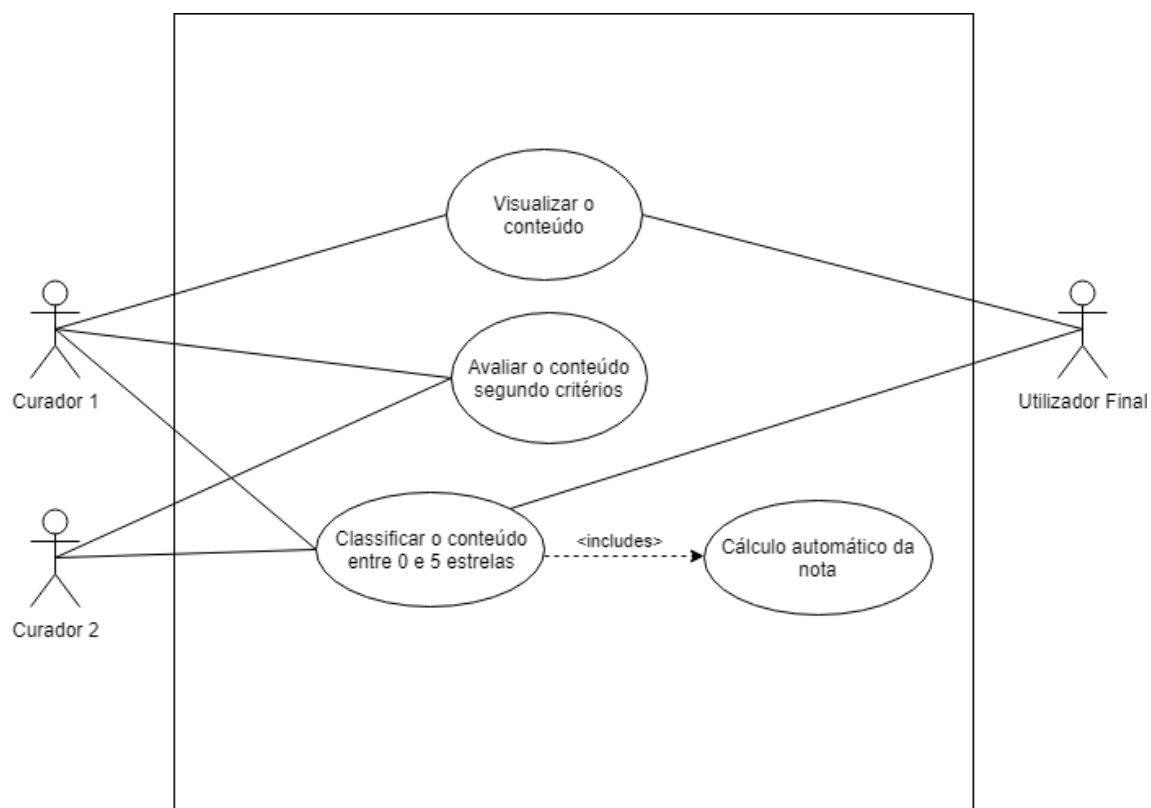 Visualizar o
conteúdo
Avaliar o conteúdo
segundo critérios
Curador 1
Utilizador Final
Classificar o conteúdo
entre 0 e 5 estrelas
<includes>
Cálculo automático da
nota
Curador 2